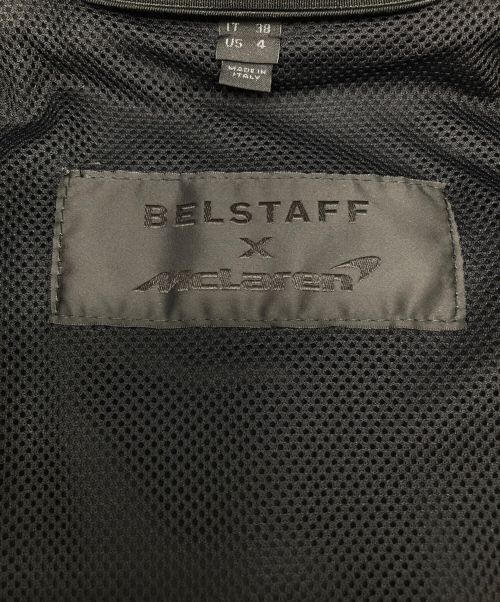 IT 38
US 4
MADE IN
ITALY
BELSTAFF
X
McLaren